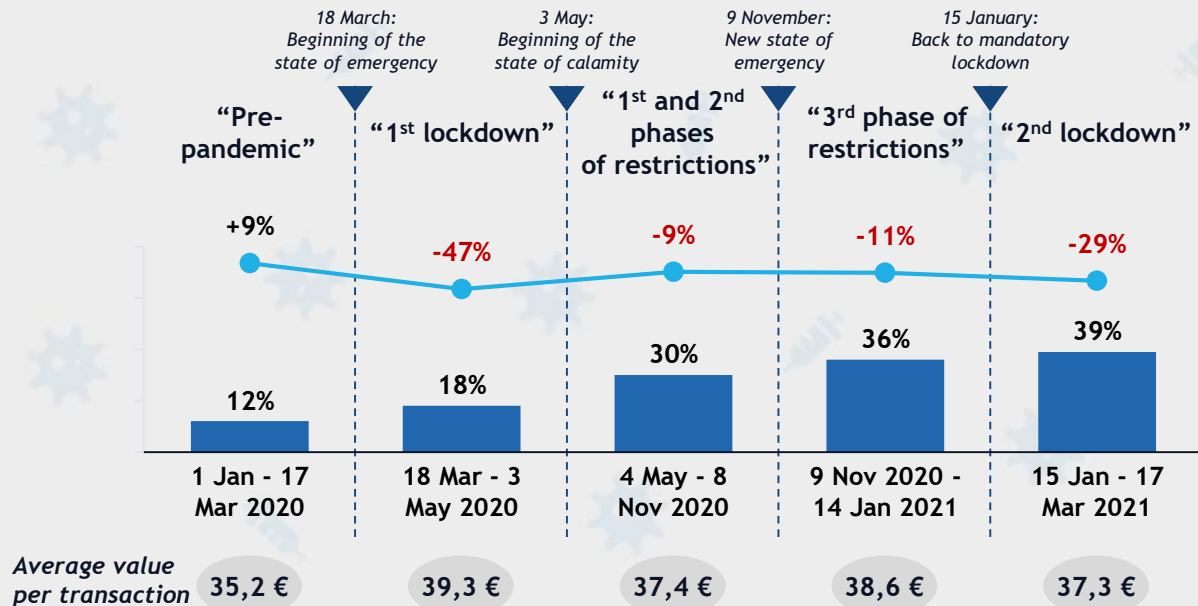 18 March:
Beginning of the
state of emergency
3 May:
Beginning of the
state of calamity
9 November:
New state of
emergency
15 January:
Back to mandatory
lockdown
“Pre-
pandemic”
“1st lockdown”
“1st and 2nd
phases
of restrictions”
“3rd phase of
restrictions”
“2nd lockdown”
+9%
-47%
-9%
-11%
-29%
12%
18%
30%
36%
39%
1 Jan - 17
Mar 2020
18 Mar - 3
May 2020
4 May - 8
Nov 2020
9 Nov 2020 -
14 Jan 2021
15 Jan - 17
Mar 2021
Average value
per transaction
35,2 €
39,3 €
37,4 €
38,6 €
37,3 €